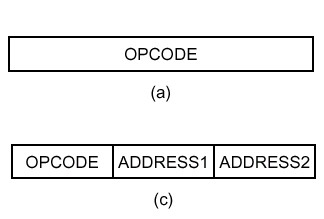 OPCODE
(a)
OPCODE ADDRESS1 ADDRESS2
(c)